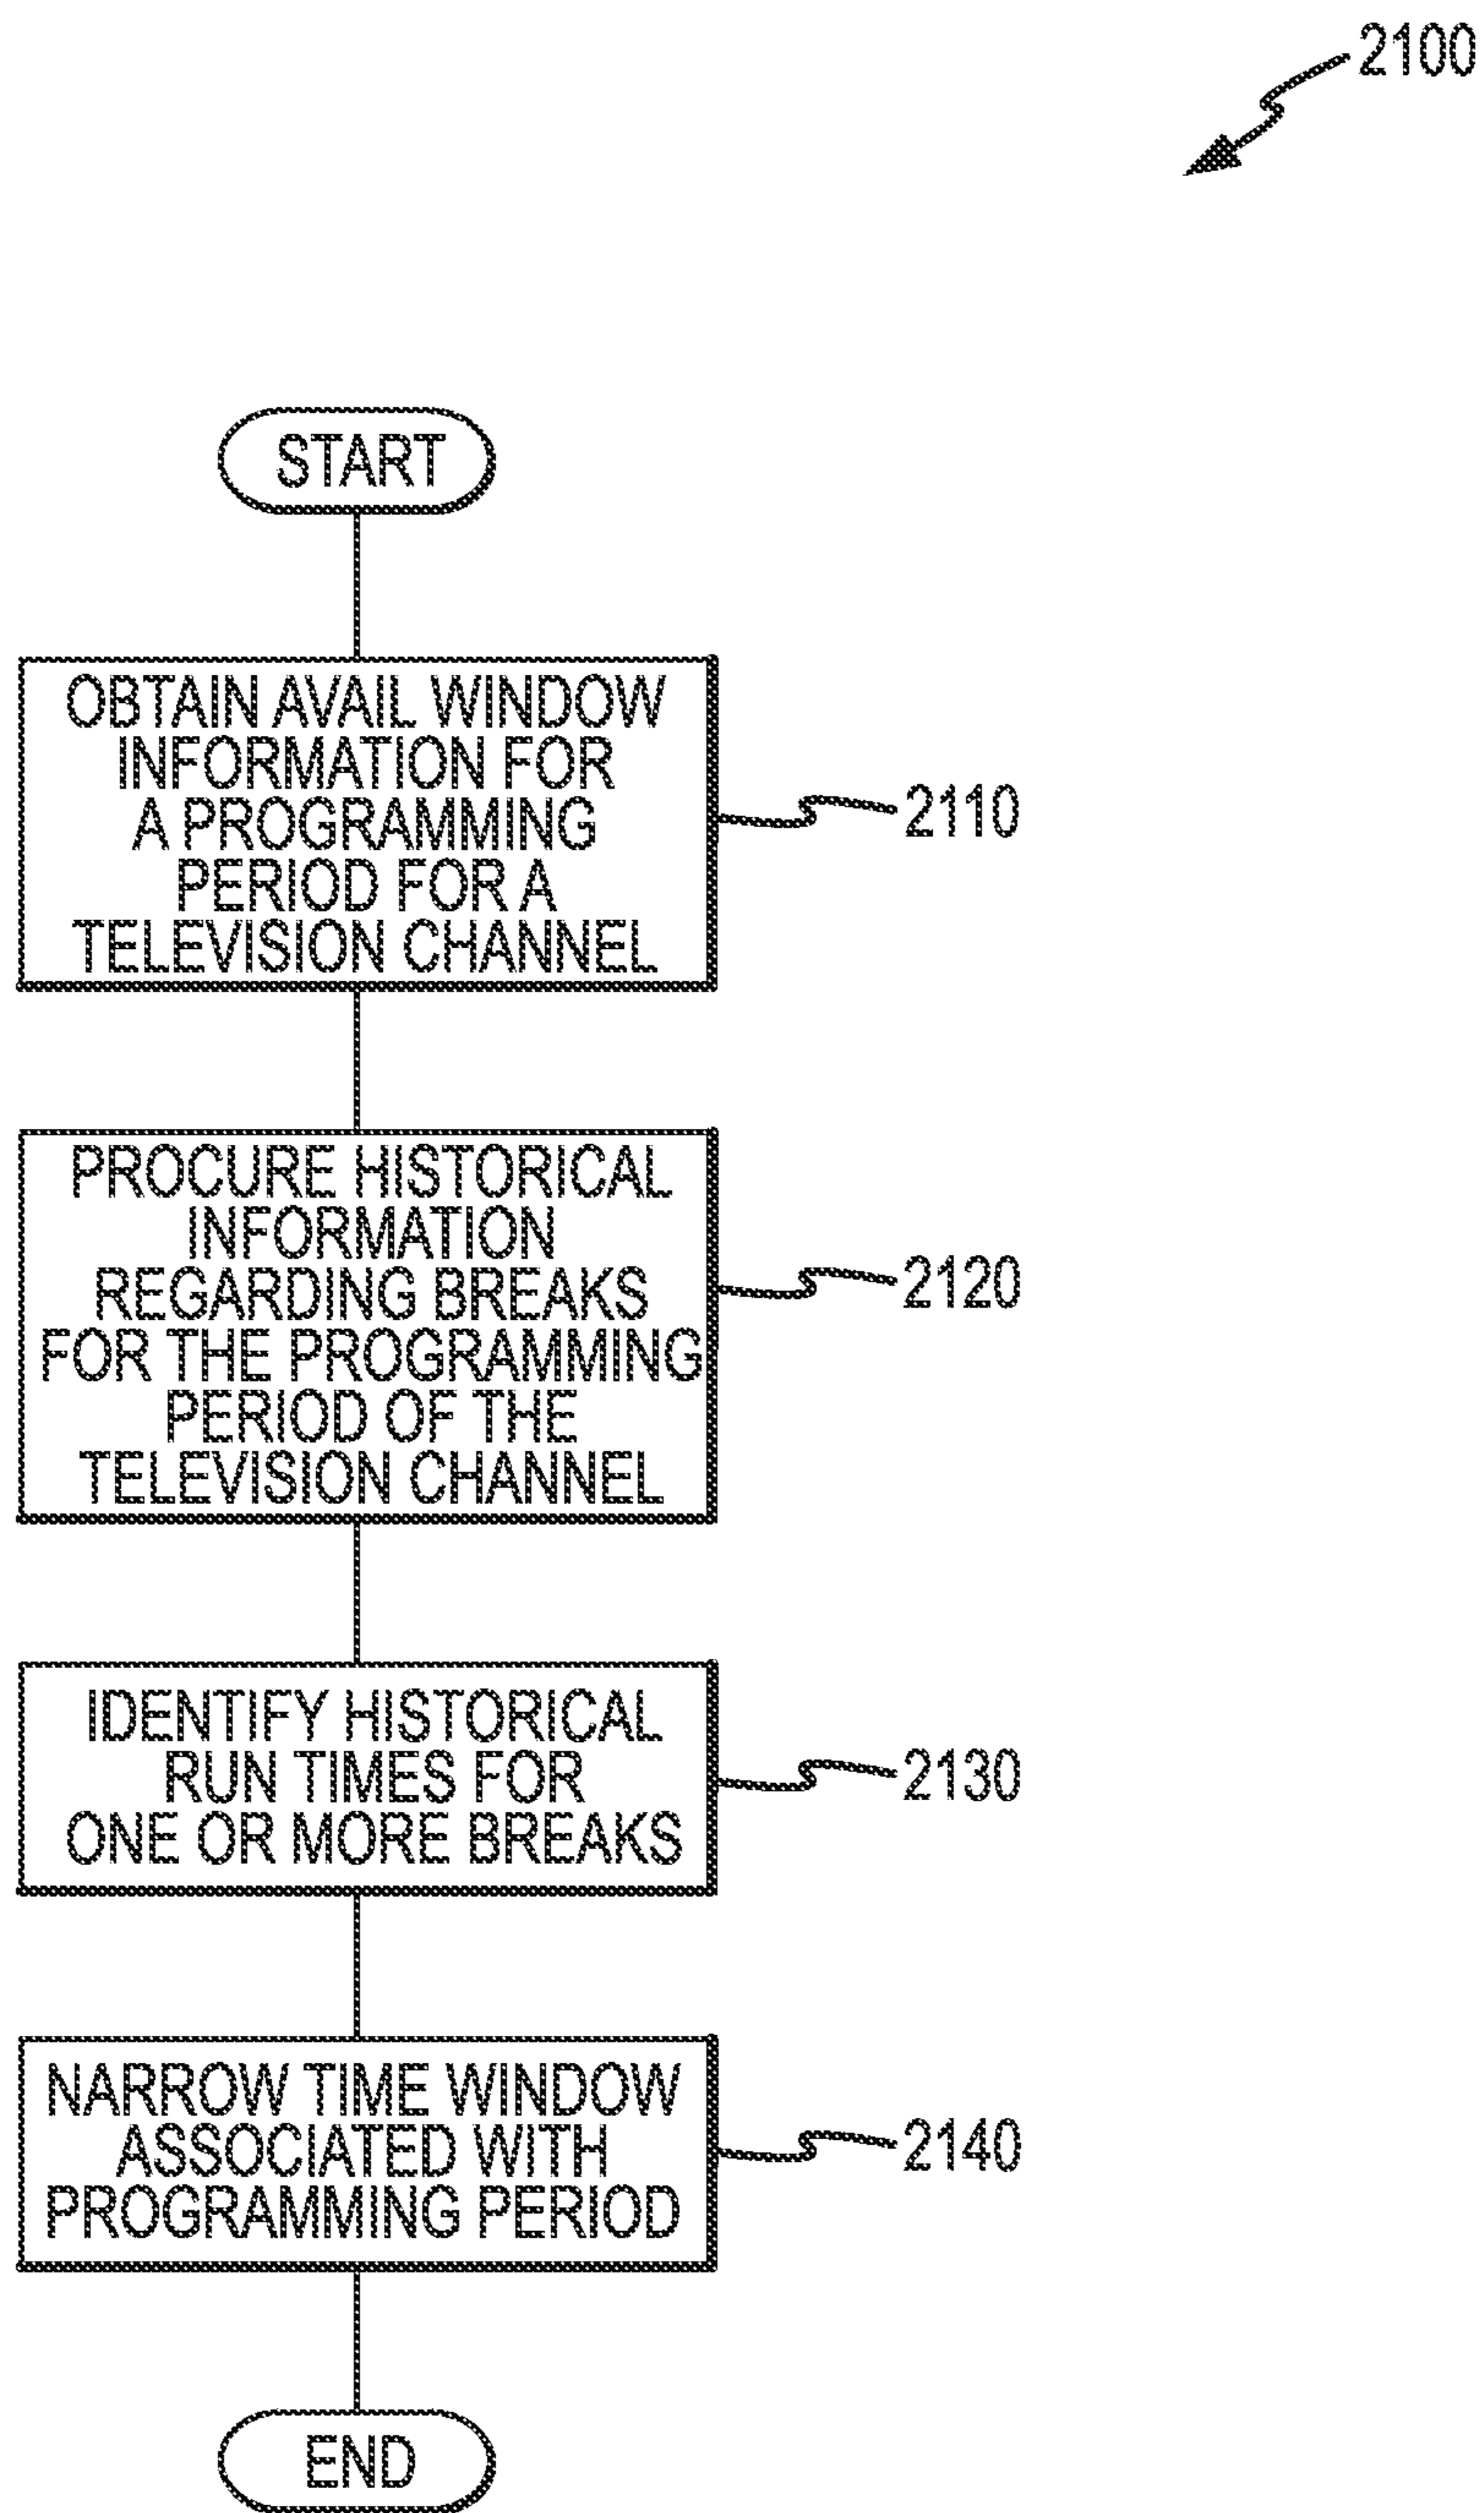 2100
START
OBTAIN AVAIL WINDOW
INFORMATION FOR
A PROGRAMMING
PERIOD FOR A
TELEVISION CHANNEL
2110
PROCURE HISTORICAL
INFORMATION
REGARDING BREAKS
FOR THE PROGRAMMING
PERIOD OF THE
TELEVISION CHANNEL
2120
IDENTIFY HISTORICAL
RUN TIMES FOR
ONE OR MORE BREAKS
2130
NARROW TIME WINDOW
ASSOCIATED WITH
PROGRAMMING PERIOD
2140
END